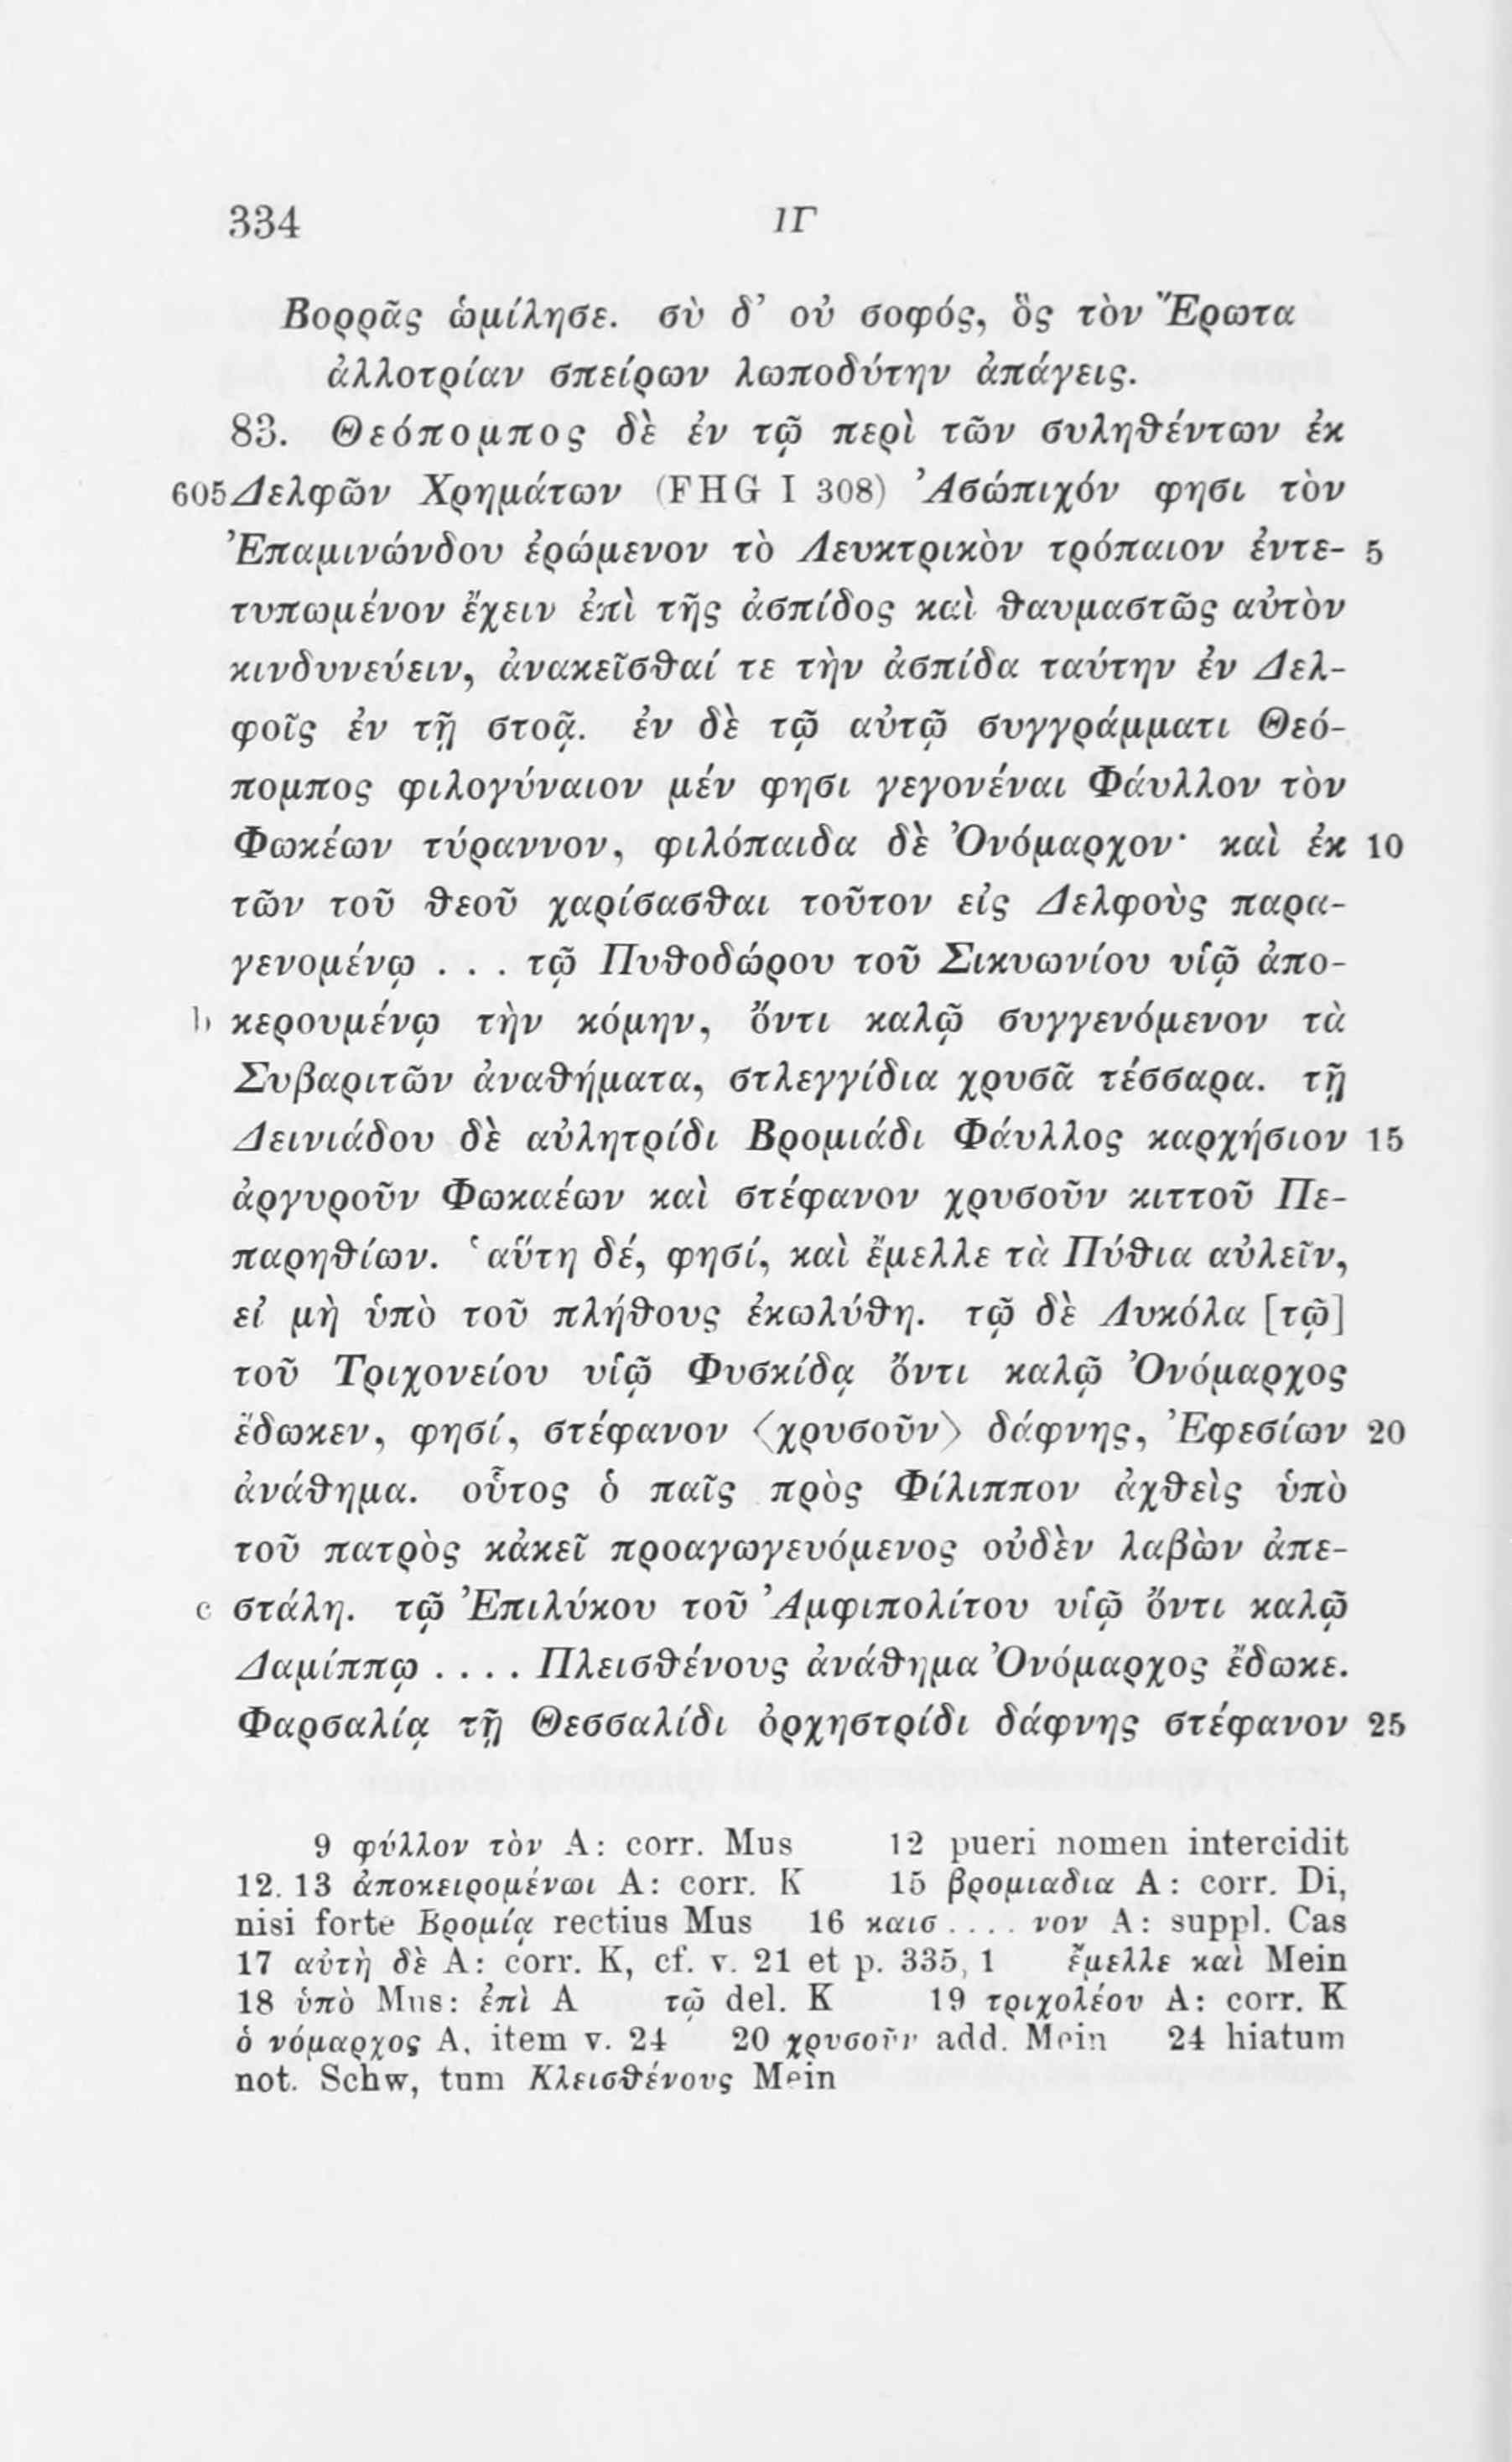 334 ΙΓ
Βορρᾶς ὡμίλησε. σὺ δ’ οὐ σοφός, ὃς τὸν Ἔρωτα
ἀλλοτρίαν σπείρων λωποδύτην ἀπάγεις.
83. Θεόπομπος δὲ ἐν τῷ περὶ τῶν συληθέντων ἐκ
605 Δελφῶν Χρημάτων (FHG I 308) Ἀσώπιχόν φησι τὸν
Ἐπαμινώνδου ἐρώμενον τὸ Λευκτρικὸν τρόπαιον ἐντε- 5
τυπωμένον ἔχειν ἐπὶ τῆς ἀσπίδος καὶ θαυμαστῶς αὐτὸν
κινδυνεύειν, ἀνακεῖσθαί τε τὴν ἀσπίδα ταύτην ἐν Δελ-
φοῖς ἐν τῇ στοᾷ. ἐν δὲ τῷ αὐτῷ συγγράμματι Θεό-
πομπος φιλογύναιον μέν φησι γεγονέναι Φάυλλον τὸν
Φωκέων τύραννον, φιλόπαιδα δὲ Ὀνόμαρχον· καὶ ἐκ 10
τῶν τοῦ θεοῦ χαρίσασθαι τοῦτον εἰς Δελφοὺς παρα-
γενομένῳ . . . τῷ Πυθοδώρου τοῦ Σικυωνίου υἱῷ ἀπο-
b κερουμένῳ τὴν κόμην, ὄντι καλῷ συγγενόμενον τὰ
Συβαριτῶν ἀναθήματα, στλεγγίδια χρυσᾶ τέσσαρα. τῇ
Δεινιάδου δὲ αὐλητρίδι Βρομιάδι Φάυλλος καρχήσιον 15
ἀργυροῦν Φωκαέων καὶ στέφανον χρυσοῦν κιττοῦ Πε-
παρηθίων. ‘αὕτη δέ, φησί, καὶ ἔμελλε τὰ Πύθια αὐλεῖν,
εἰ μὴ ὑπὸ τοῦ πλήθους ἐκωλύθη. τῷ δὲ Λυκόλα [τῷ]
τοῦ Τριχονείου υἱῷ Φυσκίδᾳ ὄντι καλῷ Ὀνόμαρχος
ἔδωκεν, φησί, στέφανον <χρυσοῦν> δάφνης, Ἐφεσίων 20
ἀνάθημα. οὗτος ὁ παῖς πρὸς Φίλιππον ἀχθεὶς ὑπὸ
τοῦ πατρὸς κἀκεῖ προαγωγευόμενος οὐδὲν λαβὼν ἀπε-
c στάλη. τῷ Ἐπιλύκου τοῦ Ἀμφιπολίτου υἱῷ ὄντι καλῷ
Δαμίππῳ . . . . Πλεισθένους ἀνάθημα Ὀνόμαρχος ἔδωκε.
Φαρσαλίᾳ τῇ Θεσσαλίδι ὀρχηστρίδι δάφνης στέφανον 25
9 φύλλον τὸν A: corr. Mus 12 pueri nomen intercidit
12. 13 ἀποκειρομένωι A: corr. K 15 βρομιαδια A: corr. Di,
nisi forte Βρομίᾳ rectius Mus 16 καισ . . . . νον A: suppl. Cas
17 αὐτὴ δὲ A: corr. K, cf. v. 21 et p. 335, 1 ἔμελλε καὶ Mein
18 ὑπὸ Mus: ἐπὶ A τῷ del. K 19 τριχολέου A: corr. K
ὁ νόμαρχος A, item v. 24 20 χρυσοῦν add. Mein 24 hiatum
not. Schw, tum Κλεισθένους Mein